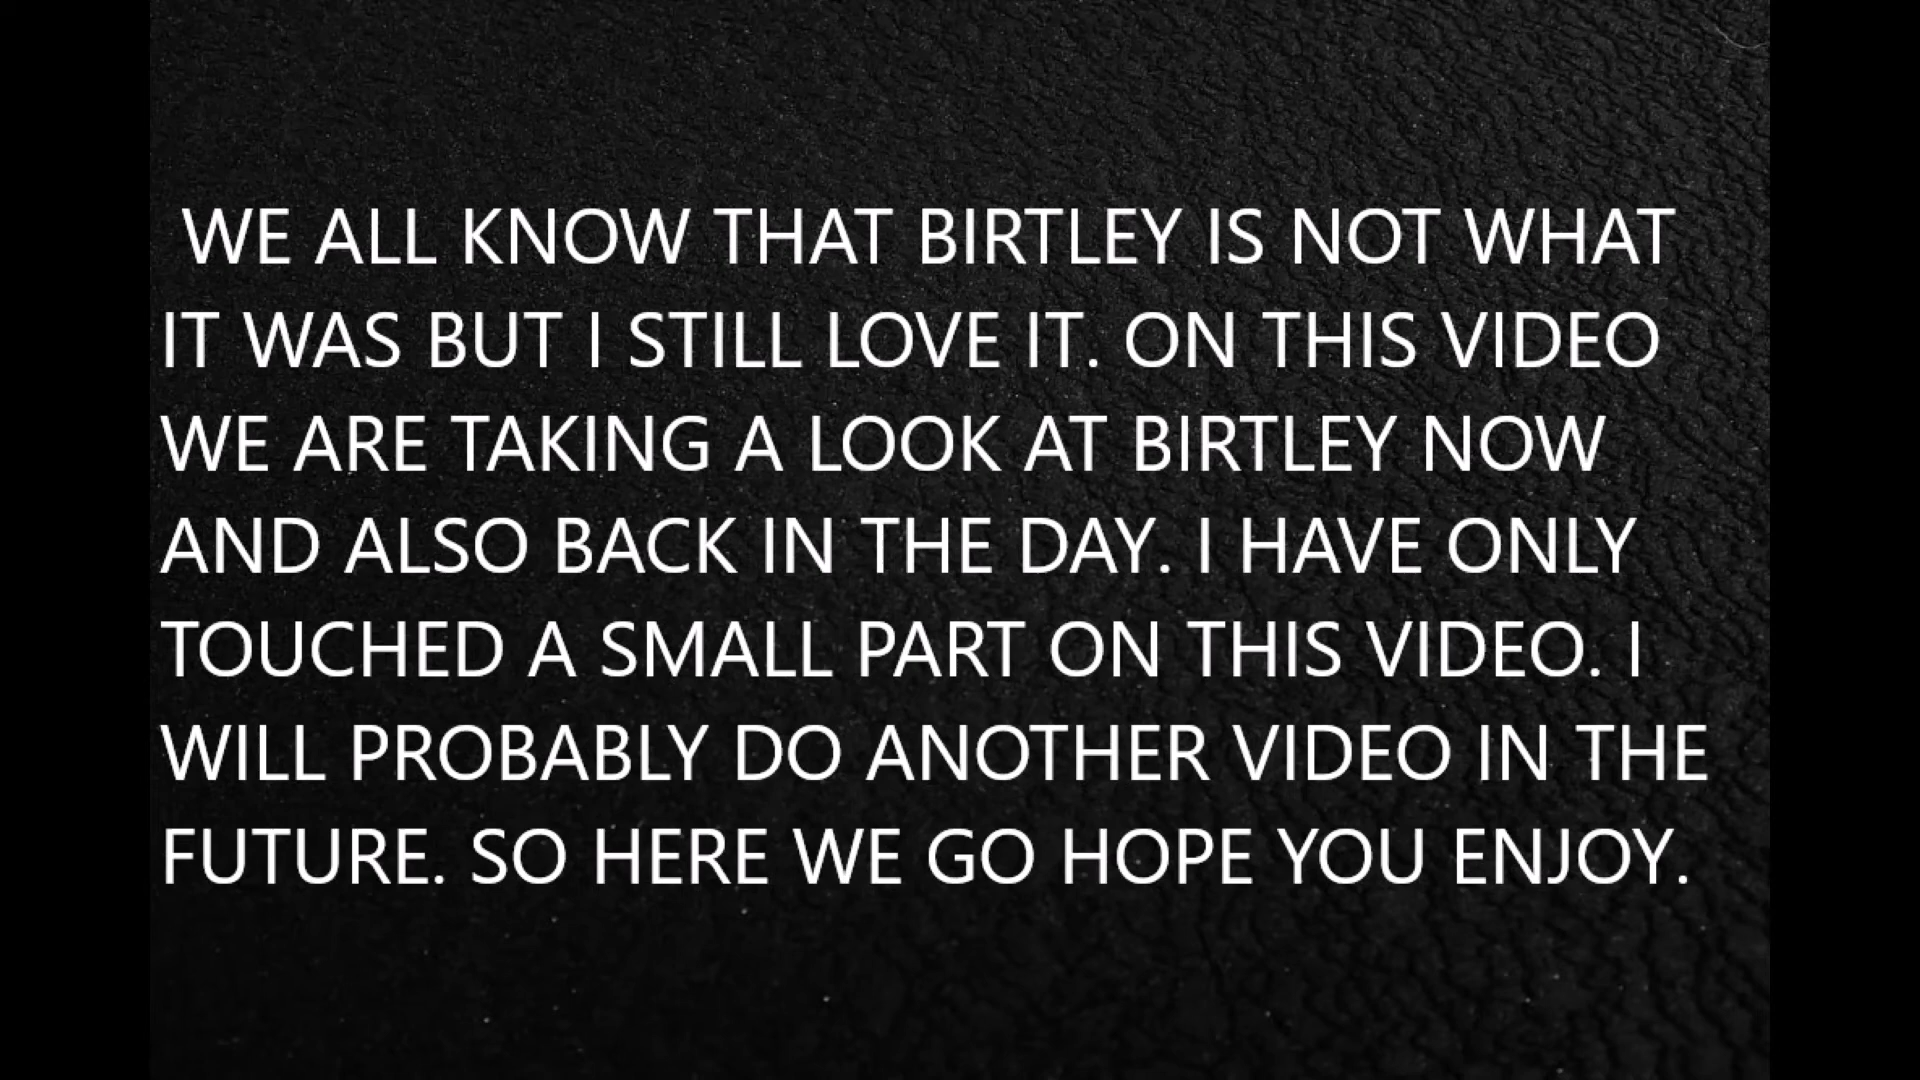 WE ALL KNOW THAT BIRTLEY IS NOT WHAT
IT WAS BUT I STILL LOVE IT. ON THIS VIDEO
WE ARE TAKING A LOOK AT BIRTLEY NOW
AND ALSO BACK IN THE DAY. I HAVE ONLY
TOUCHED A SMALL PART ON THIS VIDEO. I
WILL PROBABLY DO ANOTHER VIDEO IN THE
FUTURE. SO HERE WE GO HOPE YOU ENJOY.